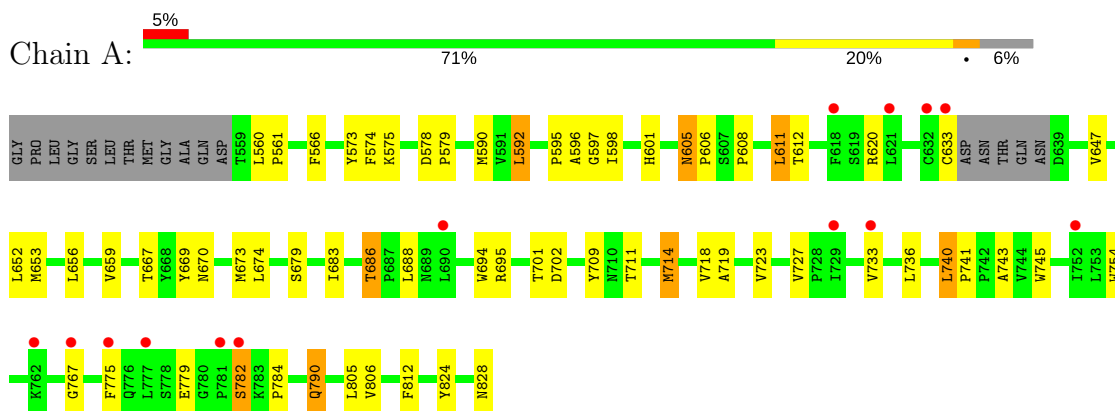 5%
Chain A:
71% 20% • 6%
GLY PRO LEU GLY SER LEU THR MET GLY ALA GLN ASP T559 L560 P561 F566 Y573 F574 K575 D578 P579 M590 V591 L592 P595 A596 G597 I598 H601 N605 P606 S607 P608 L611 T612 F618 S619 R620 L621 C632 C633 ASP ASN THR GLN ASN D639 V647
L652 M653 L656 V659 T667 Y668 Y669 N670 M673 L674 S679 I683 T686 P687 L688 N689 L690 W694 R695 T701 D702 Y709 N710 T711 M714 V718 A719 V723 V727 P728 I729 V733 L736 L740 P741 P742 A743 V744 W745 I752 L753 W754
K762 G767 F775 Q776 L777 S778 E779 G780 P781 S782 K783 P784 Q790 L805 V806 F812 Y824 N828